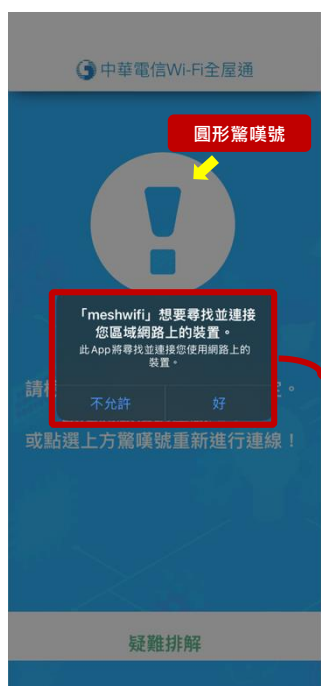 中華電信Wi-Fi全屋通
圓形驚嘆號
「meshwifi」想要尋找並連接
您區域網路上的裝置。
此App將尋找並連接您使用網路上的
裝置。
不允許
好
請
。
或點選上方驚嘆號重新進行連線！
疑難排解